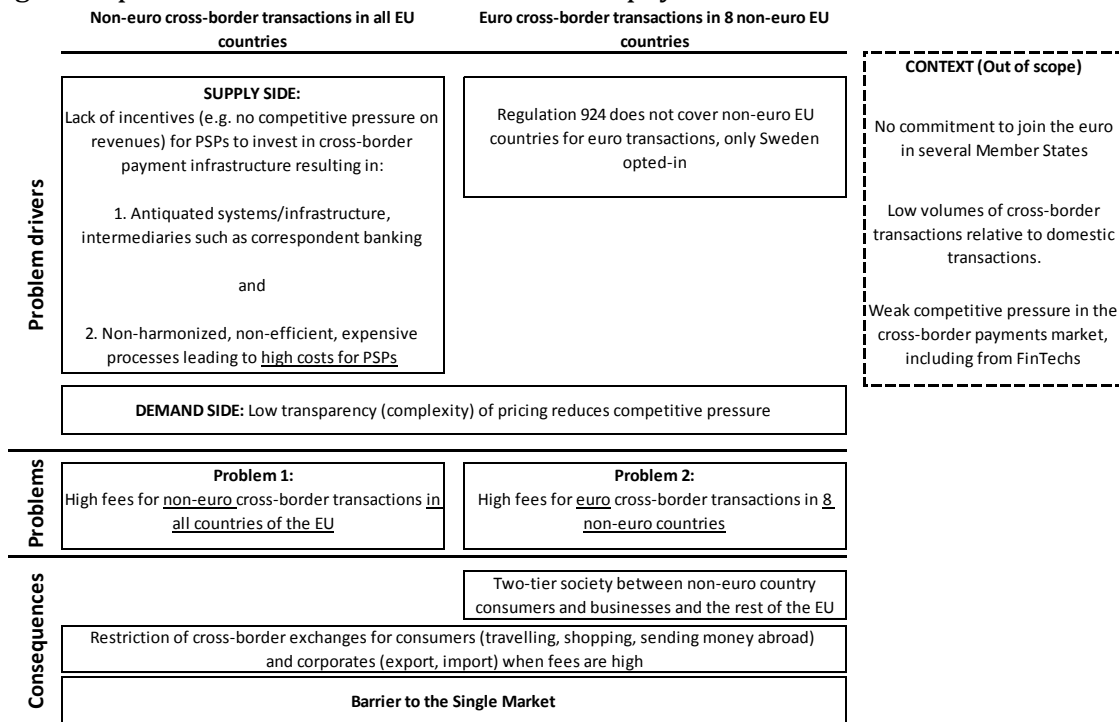 Non-euro cross-border transactions in all EU
countries
Euro cross-border transactions in 8 non-euro EU
countries
CONTEXT (Out of scope)
No commitment to join the euro
in several Member States
Low volumes of cross-border
transactions relative to domestic
transactions.
Weak competitive pressure in the
cross-border payments market,
including from FinTechs
Problem drivers
SUPPLY SIDE:
Lack of incentives (e.g. no competitive pressure on
revenues) for PSPs to invest in cross-border
payment infrastructure resulting in:
1. Antiquated systems/infrastructure,
intermediaries such as correspondent banking
and
2. Non-harmonized, non-efficient, expensive
processes leading to high costs for PSPs
Regulation 924 does not cover non-euro EU
countries for euro transactions, only Sweden
opted-in
DEMAND SIDE: Low transparency (complexity) of pricing reduces competitive pressure
Problems
Problem 1:
High fees for non-euro cross-border transactions in
all countries of the EU
Problem 2:
High fees for euro cross-border transactions in 8
non-euro countries
Consequences
Two-tier society between non-euro country
consumers and businesses and the rest of the EU
Restriction of cross-border exchanges for consumers (travelling, shopping, sending money abroad)
and corporates (export, import) when fees are high
Barrier to the Single Market